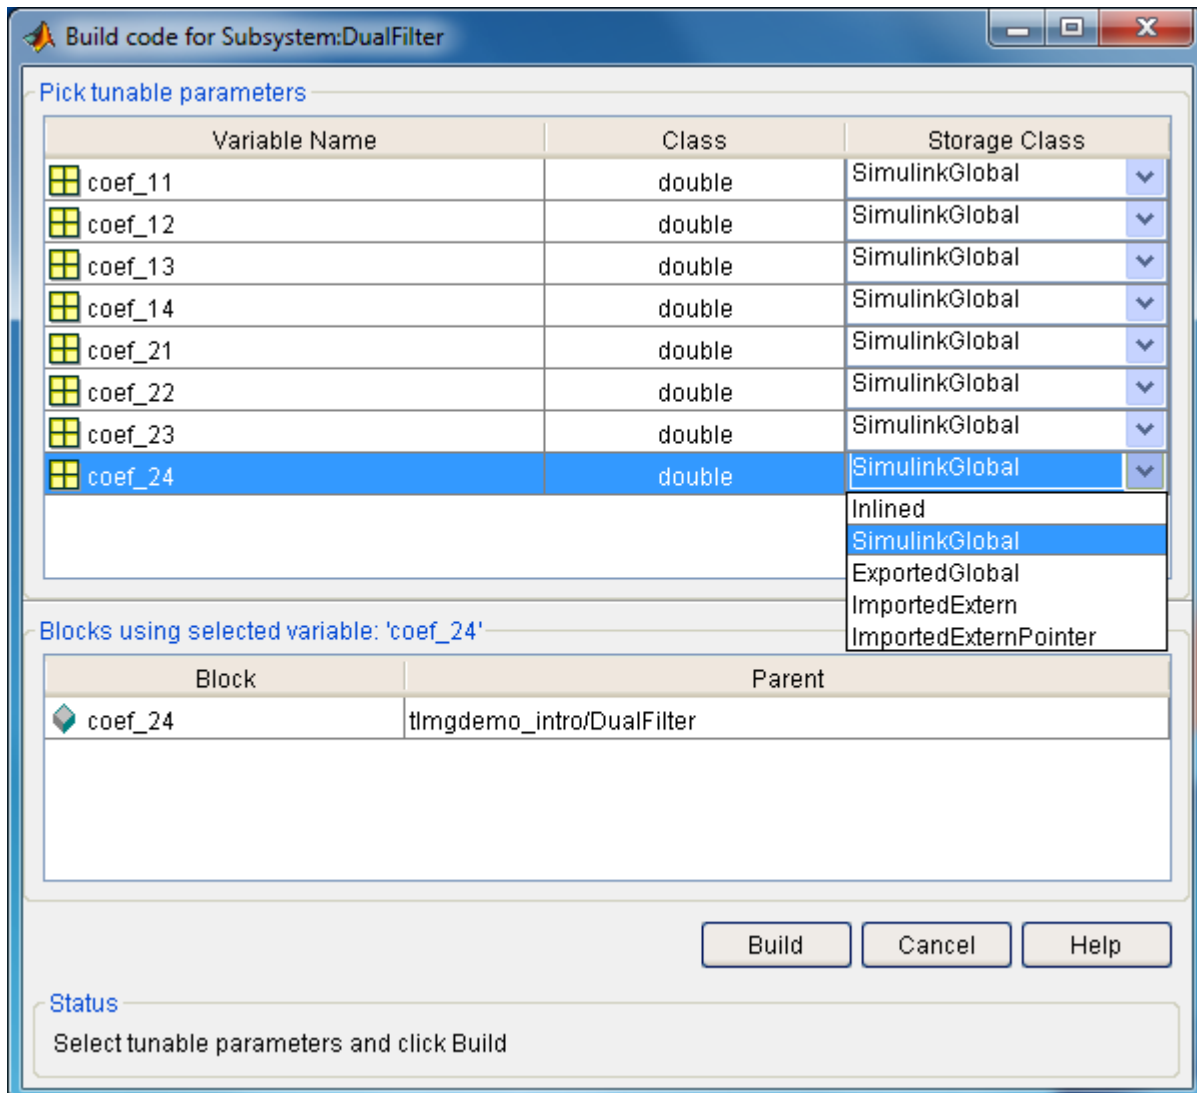 Build code for Subsystem:DualFilter
Pick tunable parameters
Variable Name Class Storage Class
coef_11 double SimulinkGlobal
coef_12 double SimulinkGlobal
coef_13 double SimulinkGlobal
coef_14 double SimulinkGlobal
coef_21 double SimulinkGlobal
coef_22 double SimulinkGlobal
coef_23 double SimulinkGlobal
coef_24 double SimulinkGlobal
Inlined
SimulinkGlobal
ExportedGlobal
ImportedExtern
ImportedExternPointer
Blocks using selected variable: 'coef_24'
Block Parent
coef_24 tlmgdemo_intro/DualFilter
Build Cancel Help
Status
Select tunable parameters and click Build